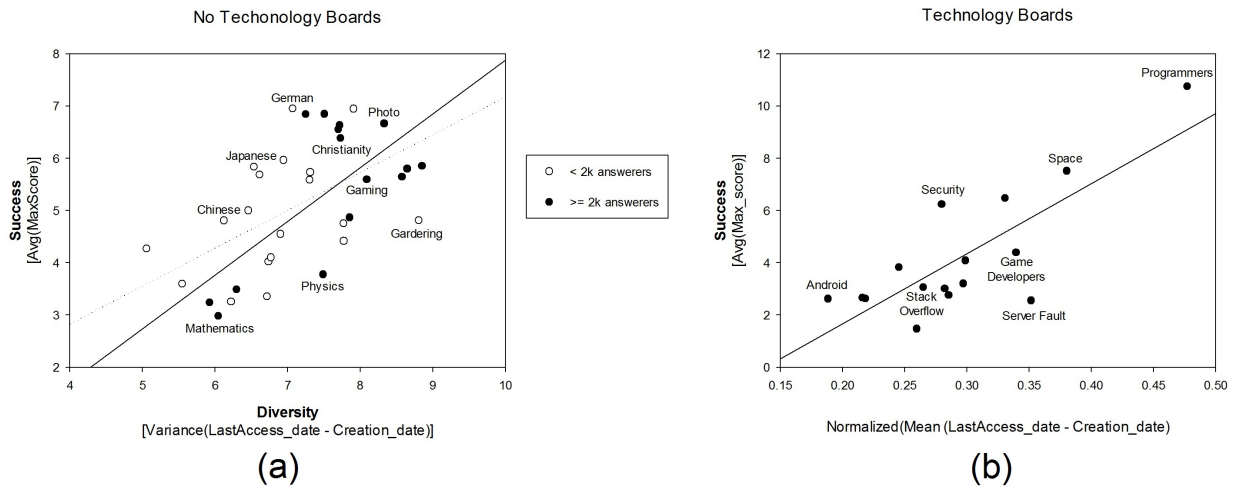 No Techonology Boards
8
7
6
5
4
3
2
4
5
6
7
8
9
10
Success
[Avg(MaxScore)]
German
Photo
Christianity
Japanese
Gaming
Chinese
Gardering
Physics
Mathematics
Diversity
[Variance(LastAccess_date - Creation_date)]
(a)
< 2k answerers
>= 2k answerers
Technology Boards
12
10
8
6
4
2
0
0.15
0.20
0.25
0.30
0.35
0.40
0.45
0.50
Success
[Avg(Max_score)]
Programmers
Space
Security
Game
Developers
Android
Stack
Overflow
Server Fault
Normalized(Mean (LastAccess_date - Creation_date)
(b)